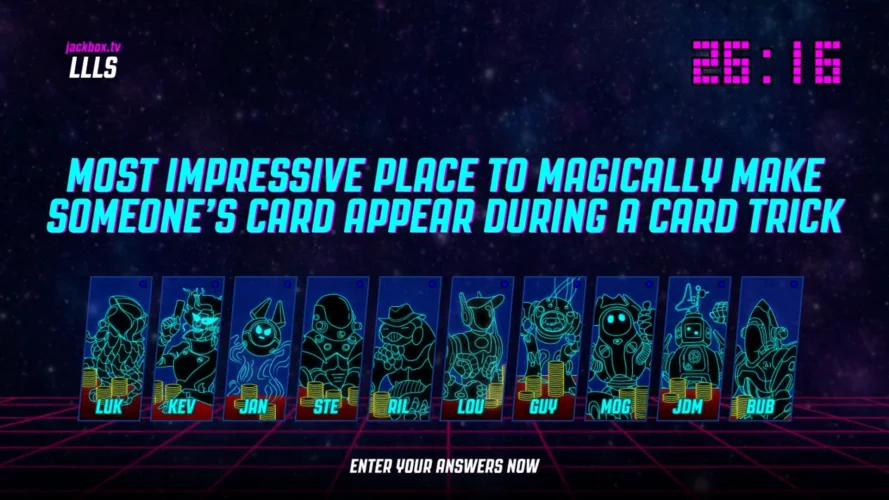 jackbox.tv
LLLS
26:16
MOST IMPRESSIVE PLACE TO MAGICALLY MAKE
SOMEONE'S CARD APPEAR DURING A CARD TRICK
LUK KEV JAN STE RIL LOU GUY MOG JDM BUB
ENTER YOUR ANSWERS NOW